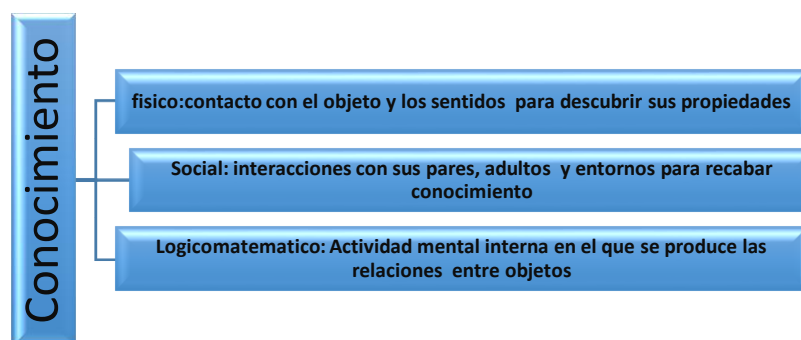 Conocimiento
fisico:contacto con el objeto y los sentidos para descubrir sus propiedades
Social: interacciones con sus pares, adultos y entornos para recabar
conocimiento
Logicomatematico: Actividad mental interna en el que se produce las
relaciones entre objetos